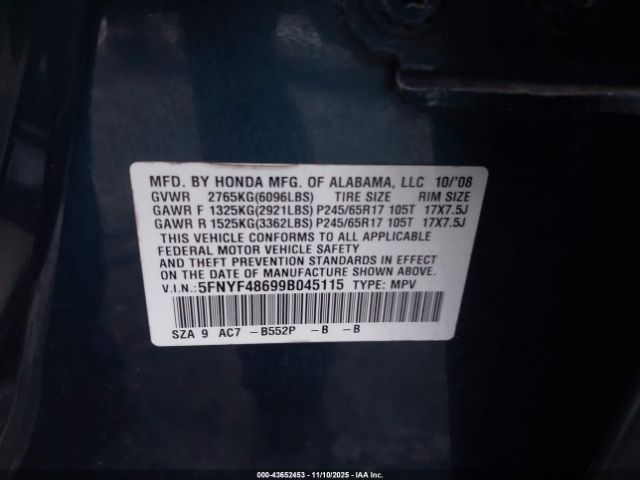 MFD. BY HONDA MFG. OF ALABAMA, LLC 10/'08
GVWR 2765KG(6096LBS) TIRE SIZE RIM SIZE
GAWR F 1325KG(2921LBS) P245/65R17 105T 17X7.5J
GAWR R 1525KG(3362LBS) P245/65R17 105T 17X7.5J
THIS VEHICLE CONFORMS TO ALL APPLICABLE
FEDERAL MOTOR VEHICLE SAFETY
AND THEFT PREVENTION STANDARDS IN EFFECT
ON THE DATE OF MANUFACTURE SHOWN ABOVE.
V.I.N.: 5FNYF48699B045115 TYPE: MPV
SZA 9 AC7 -B552P -B -B
000-43652453 - 11/10/2025 - IAAI.COM